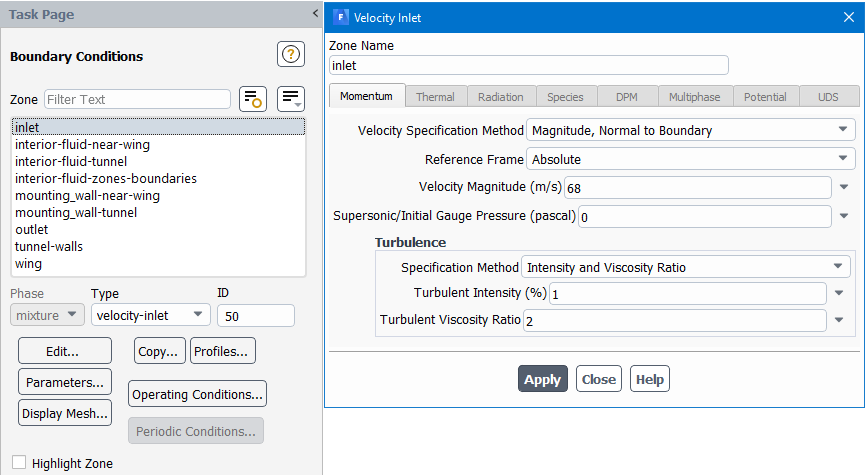 Task Page
<
Boundary Conditions
?
Zone
Filter Text
inlet
interior-fluid-near-wing
interior-fluid-tunnel
interior-fluid-zones-boundaries
mounting_wall-near-wing
mounting_wall-tunnel
outlet
tunnel-walls
wing
Phase
Type
ID
mixture
velocity-inlet
50
Edit...
Copy...
Profiles...
Parameters...
Operating Conditions...
Display Mesh...
Periodic Conditions...
Highlight Zone
F
Velocity Inlet
Zone Name
inlet
Momentum
Thermal
Radiation
Species
DPM
Multiphase
Potential
UDS
Velocity Specification Method
Magnitude, Normal to Boundary
Reference Frame
Absolute
Velocity Magnitude (m/s)
68
Supersonic/Initial Gauge Pressure (pascal)
0
Turbulence
Specification Method
Intensity and Viscosity Ratio
Turbulent Intensity (%)
1
Turbulent Viscosity Ratio
2
Apply
Close
Help